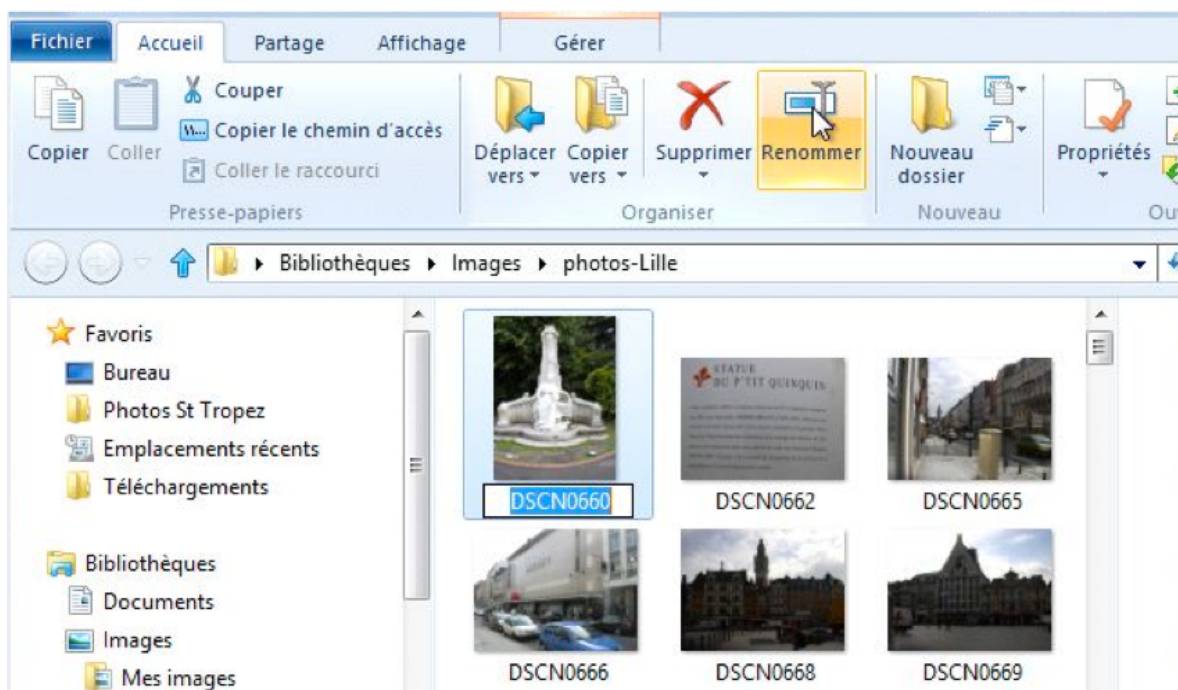 Fichier Accueil Partage Affichage Gérer
Copier
Coller
Couper
Copier le chemin d'accès
Coller le raccourci
Presse-papiers
Déplacer vers
Copier vers
Supprimer
Renommer
Organiser
Nouveau dossier
Nouveau
Propriétés
Bibliothèques Images photos-Lille
Favoris
Bureau
Photos St Tropez
Emplacements récents
Téléchargements
Bibliothèques
Documents
Images
Mes images
STATUE
DU P'TIT QUINQUIN
DSCN0660 DSCN0662 DSCN0665
DSCN0666 DSCN0668 DSCN0669